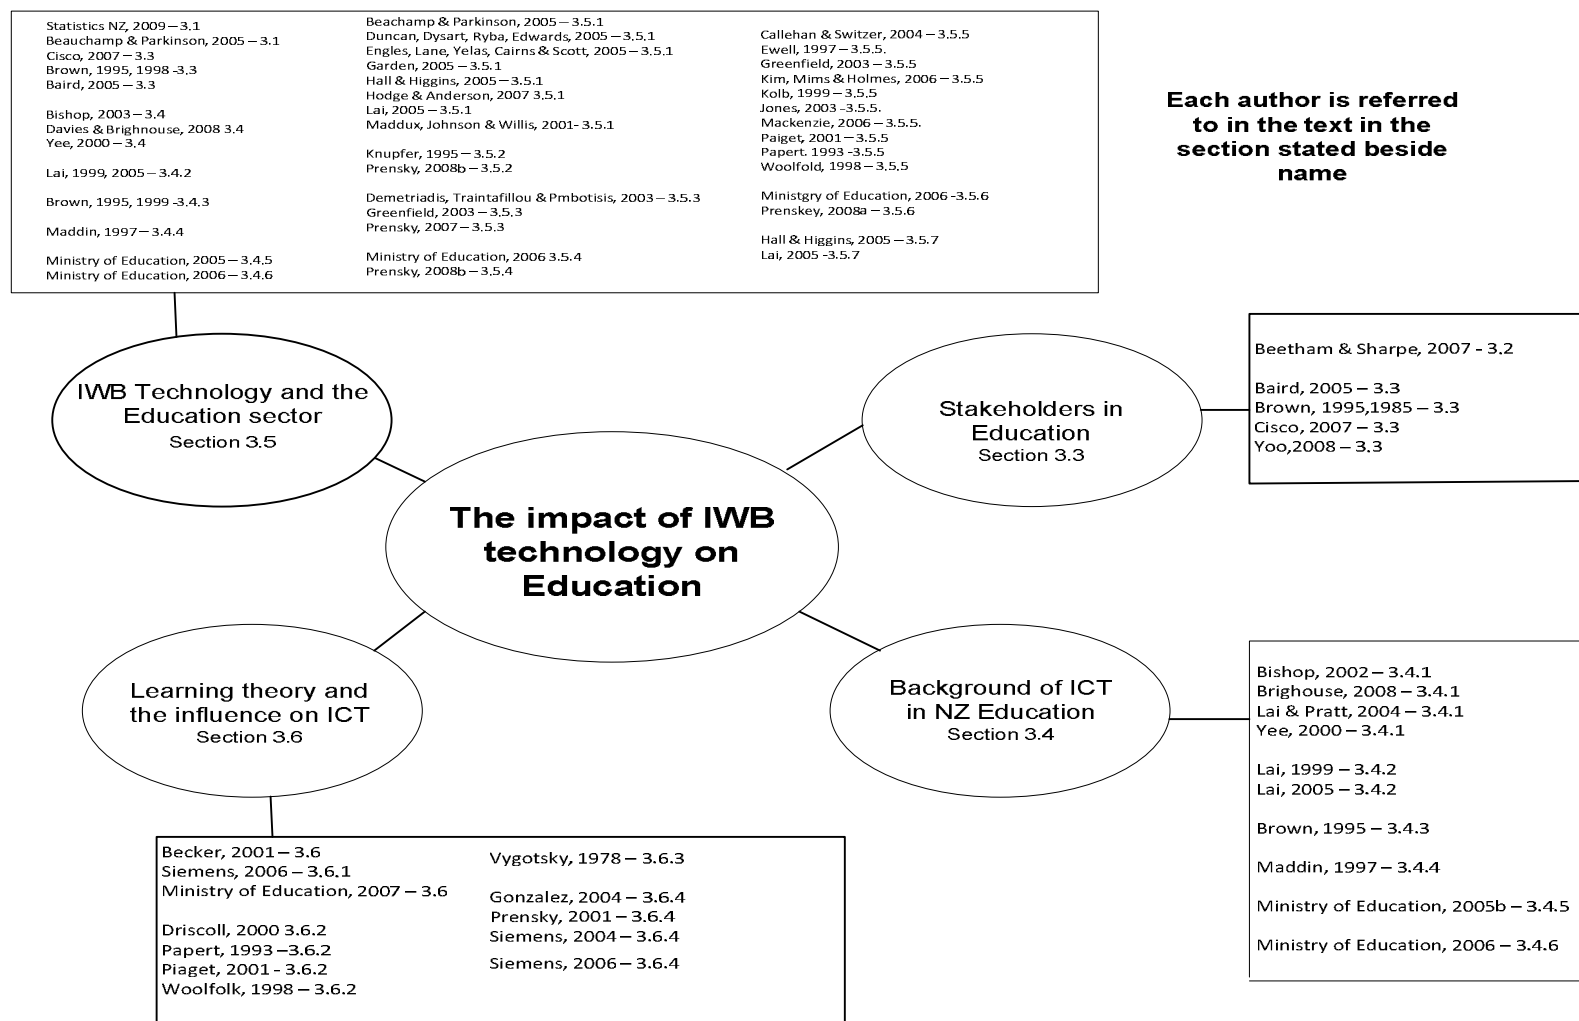 Statistics NZ, 2009 – 3.1
Beauchamp & Parkinson, 2005 – 3.1
Cisco, 2007 – 3.3
Brown, 1995, 1998 -3.3
Baird, 2005 – 3.3
Bishop, 2003 – 3.4
Davies & Brighnouse, 2008 3.4
Yee, 2000 – 3.4
Lai, 1999, 2005 – 3.4.2
Brown, 1995, 1999 -3.4.3
Maddin, 1997 – 3.4.4
Ministry of Education, 2005 – 3.4.5
Ministry of Education, 2006 – 3.4.6
Beachamp & Parkinson, 2005 – 3.5.1
Duncan, Dysart, Ryba, Edwards, 2005 – 3.5.1
Engles, Lane, Yelas, Cairns & Scott, 2005 – 3.5.1
Garden, 2005 – 3.5.1
Hall & Higgins, 2005 – 3.5.1
Hodge & Anderson, 2007 3.5.1
Lai, 2005 – 3.5.1
Maddux, Johnson & Willis, 2001- 3.5.1
Knupfer, 1995 – 3.5.2
Prensky, 2008b – 3.5.2
Demetriadis, Traintafillou & Pmbotisis, 2003 – 3.5.3
Greenfield, 2003 – 3.5.3
Prensky, 2007 – 3.5.3
Ministry of Education, 2006 3.5.4
Prensky, 2008b – 3.5.4
Callehan & Switzer, 2004 – 3.5.5
Ewell, 1997 – 3.5.5.
Greenfield, 2003 – 3.5.5
Kim, Mims & Holmes, 2006 – 3.5.5
Kolb, 1999 – 3.5.5
Jones, 2003 -3.5.5.
Mackenzie, 2006 – 3.5.5.
Paiget, 2001 – 3.5.5
Papert. 1993 -3.5.5
Woolfold, 1998 – 3.5.5
Ministgry of Education, 2006 -3.5.6
Prenskey, 2008a – 3.5.6
Hall & Higgins, 2005 – 3.5.7
Lai, 2005 -3.5.7
Each author is referred
to in the text in the
section stated beside
name
IWB Technology and the
Education sector
Section 3.5
Stakeholders in
Education
Section 3.3
Beetham & Sharpe, 2007 - 3.2
Baird, 2005 – 3.3
Brown, 1995,1985 – 3.3
Cisco, 2007 – 3.3
Yoo,2008 – 3.3
The impact of IWB
technology on
Education
Learning theory and
the influence on ICT
Section 3.6
Background of ICT
in NZ Education
Section 3.4
Bishop, 2002 – 3.4.1
Brighouse, 2008 – 3.4.1
Lai & Pratt, 2004 – 3.4.1
Yee, 2000 – 3.4.1
Lai, 1999 – 3.4.2
Lai, 2005 – 3.4.2
Brown, 1995 – 3.4.3
Maddin, 1997 – 3.4.4
Ministry of Education, 2005b – 3.4.5
Ministry of Education, 2006 – 3.4.6
Becker, 2001 – 3.6
Siemens, 2006 – 3.6.1
Ministry of Education, 2007 – 3.6
Driscoll, 2000 3.6.2
Papert, 1993 –3.6.2
Piaget, 2001 - 3.6.2
Woolfolk, 1998 – 3.6.2
Vygotsky, 1978 – 3.6.3
Gonzalez, 2004 – 3.6.4
Prensky, 2001 – 3.6.4
Siemens, 2004 – 3.6.4
Siemens, 2006 – 3.6.4